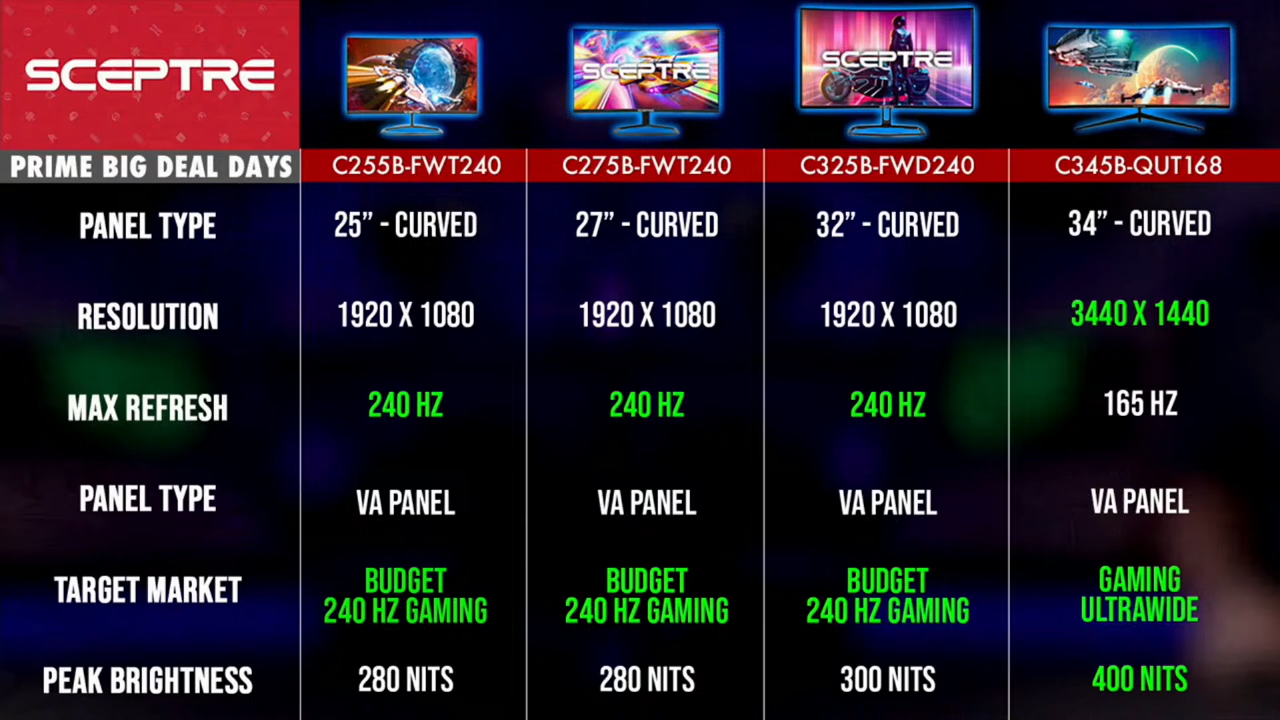 SCEPTRE
SCEPTRE
SCEPTRE
PRIME BIG DEAL DAYS
C255B-FWT240
C275B-FWT240
C325B-FWD240
C345B-QUT168
PANEL TYPE
25” - CURVED
27” - CURVED
32” - CURVED
34” - CURVED
RESOLUTION
1920 X 1080
1920 X 1080
1920 X 1080
3440 X 1440
MAX REFRESH
240 HZ
240 HZ
240 HZ
165 HZ
PANEL TYPE
VA PANEL
VA PANEL
VA PANEL
VA PANEL
TARGET MARKET
BUDGET
240 HZ GAMING
BUDGET
240 HZ GAMING
BUDGET
240 HZ GAMING
GAMING
ULTRAWIDE
PEAK BRIGHTNESS
280 NITS
280 NITS
300 NITS
400 NITS